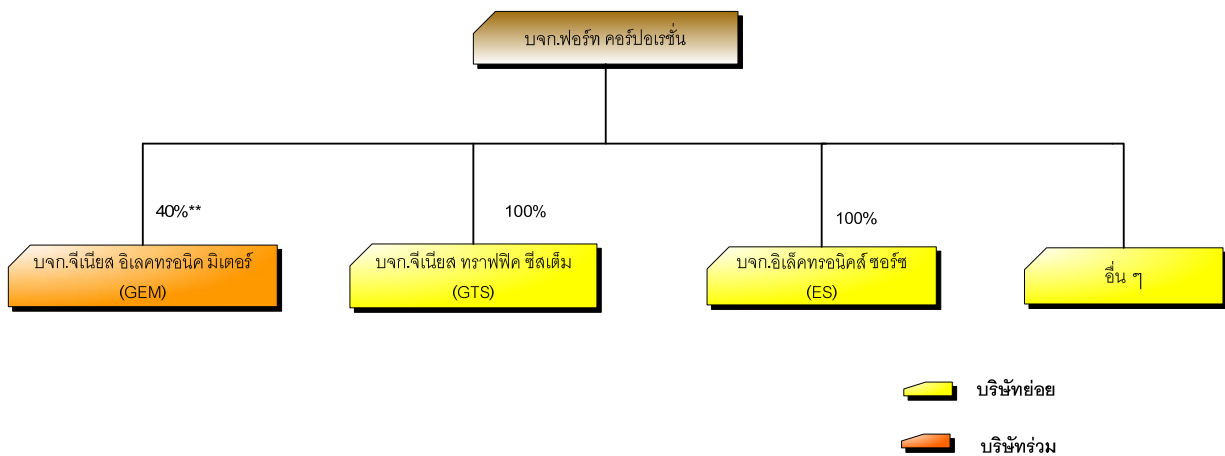 บจก.ฟอร์ท คอร์ปอเรชั่น
40%**
100%
100%
บจก.จีเนียส อิเลคทรอนิค มิเตอร์
(GEM)
บจก.จีเนียส ทราฟฟิค ซีสเต็ม
(GTS)
บจก.อิเล็คทรอนิคส์ ซอร์ซ
(ES)
อื่น ๆ
บริษัทย่อย
บริษัทร่วม